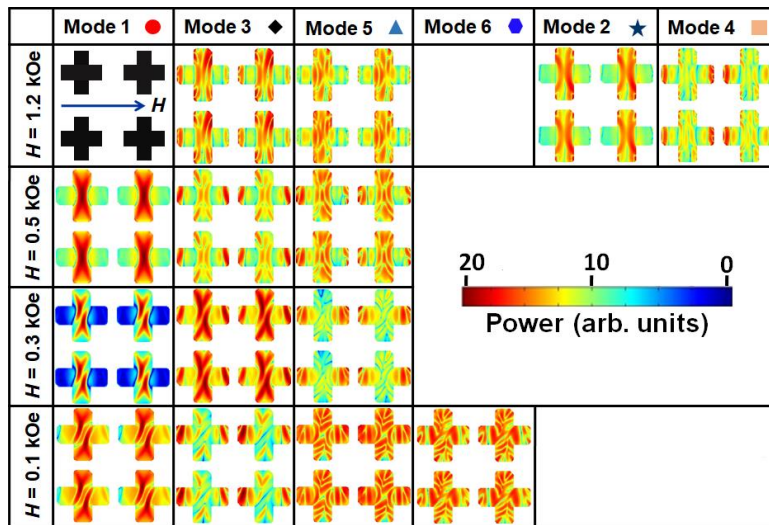 Mode 1 Mode 3 Mode 5 Mode 6 Mode 2 Mode 4
H = 1.2 kOe
H
H = 0.5 kOe
20 10 0
Power (arb. units)
H = 0.3 kOe
H = 0.1 kOe